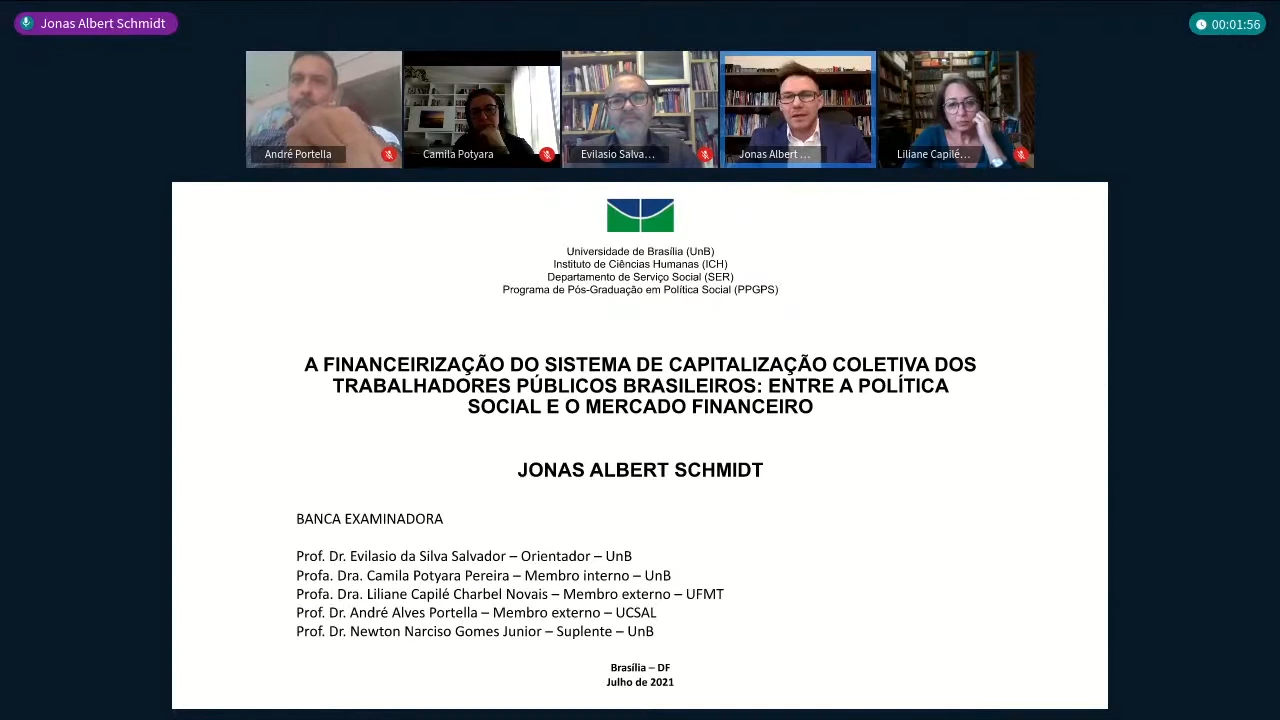 Jonas Albert Schmidt
00:01:56
André Portella
Camila Potyara
Evilasio Salva...
Jonas Albert ...
Liliane Capilé...
Universidade de Brasília (UnB)
Instituto de Ciências Humanas (ICH)
Departamento de Serviço Social (SER)
Programa de Pós-Graduação em Política Social (PPGPS)
A FINANCEIRIZAÇÃO DO SISTEMA DE CAPITALIZAÇÃO COLETIVA DOS
TRABALHADORES PÚBLICOS BRASILEIROS: ENTRE A POLÍTICA
SOCIAL E O MERCADO FINANCEIRO
JONAS ALBERT SCHMIDT
BANCA EXAMINADORA
Prof. Dr. Evilasio da Silva Salvador – Orientador – UnB
Profa. Dra. Camila Potyara Pereira – Membro interno – UnB
Profa. Dra. Liliane Capilé Charbel Novais – Membro externo – UFMT
Prof. Dr. André Alves Portella – Membro externo – UCSAL
Prof. Dr. Newton Narciso Gomes Junior – Suplente – UnB
Brasília – DF
Julho de 2021